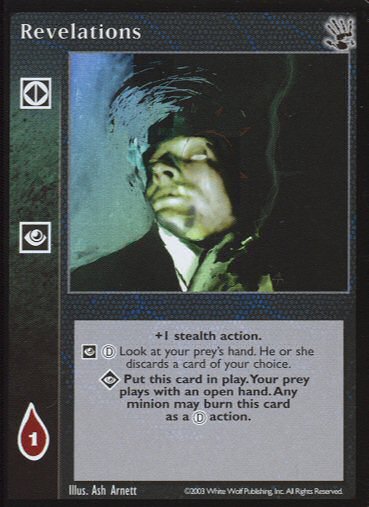 Revelations
+1 stealth action.
D Look at your prey's hand. He or she
discards a card of your choice.
Put this card in play. Your prey
plays with an open hand. Any
minion may burn this card
as a D action.
1
Illus. Ash Arnett
©2003 White Wolf Publishing, Inc. All Rights Reserved.